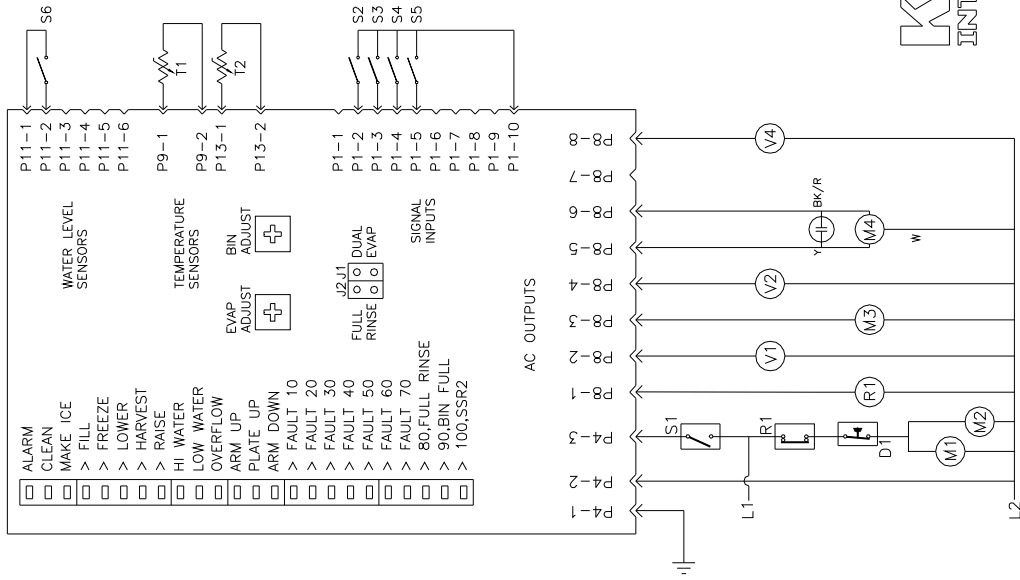 ALARM
CLEAN
MAKE ICE
> FILL
> FREEZE
> LOWER
> HARVEST
> RAISE
HI WATER
LOW WATER
OVERFLOW
ARM UP
PLATE UP
ARM DOWN
> FAULT 10
> FAULT 20
> FAULT 30
> FAULT 40
> FAULT 50
> FAULT 60
> FAULT 70
> 80,FULL RINSE
> 90,BIN FULL
> 100,SSR2
WATER LEVEL
SENSORS
TEMPERATURE
SENSORS
EVAP
ADJUST
BIN
ADJUST
J2 J1
FULL
RINSE
DUAL
EVAP
SIGNAL
INPUTS
AC OUTPUTS
P11-1
P11-2
P11-3
P11-4
P11-5
P11-6
P9-1
P9-2
P13-1
P13-2
P1-1
P1-2
P1-3
P1-4
P1-5
P1-6
P1-7
P1-8
P1-9
P1-10
S6
T1
T2
S2
S3
S4
S5
P4-1
P4-2
P4-3
P8-1
P8-2
P8-3
P8-4
P8-5
P8-6
P8-7
P8-8
S1
L1
R1
D1
M1
M2
R1
V1
M3
V2
Y
BK/R
M4
W
V4
L2